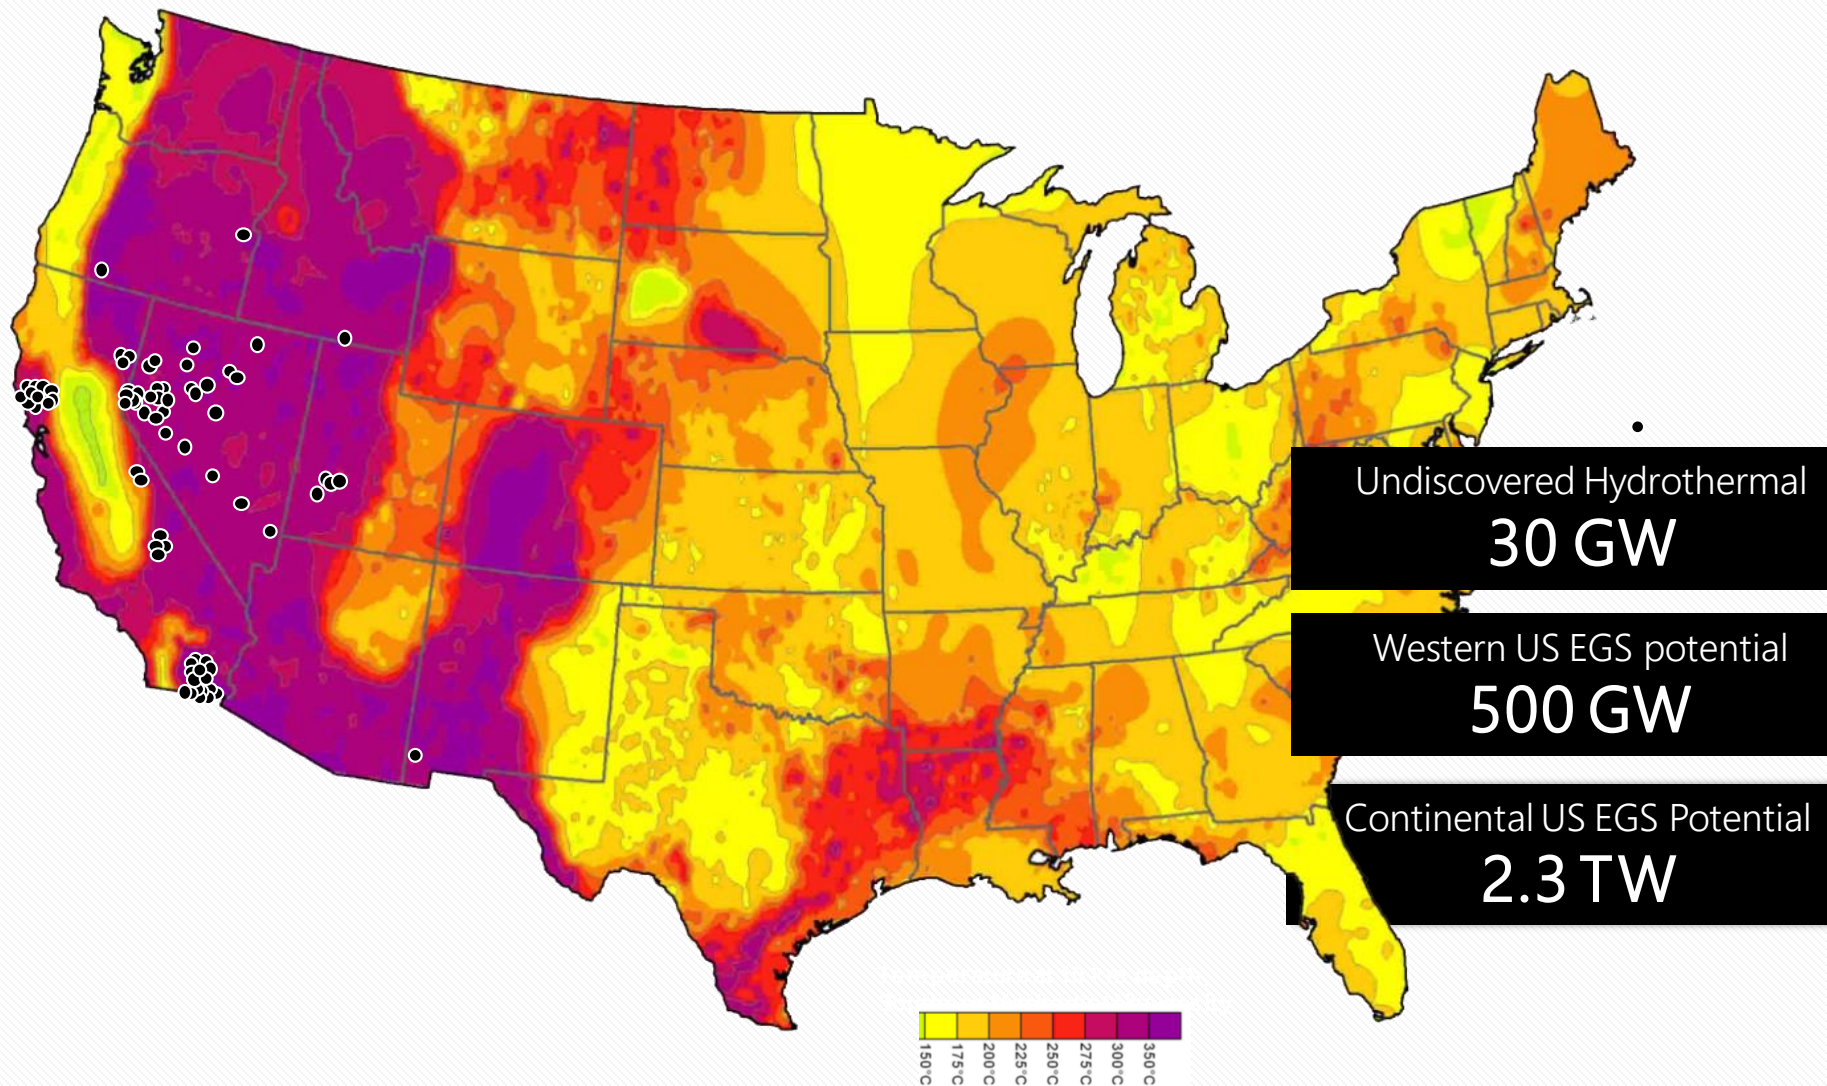 Undiscovered Hydrothermal
30 GW
Western US EGS potential
500 GW
Continental US EGS Potential
2.3 TW
150°C
175°C
200°C
225°C
250°C
275°C
300°C
350°C